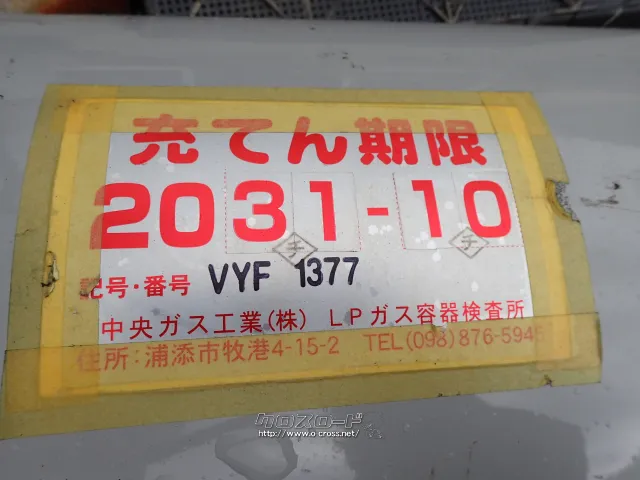 充てん期限
2031-10
チ チ
記号・番号 VYF 1377
中央ガス工業(株) LPガス容器検査所
住所:浦添市牧港4-15-2 TEL(098)876-594
クロスロード
http://www.o-cross.net/